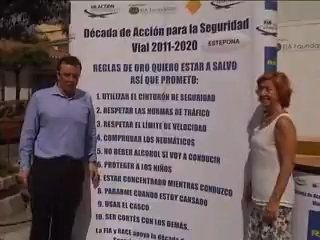 Década de Acción para la Seguridad
Vial 2011-2020 ESTEPONA
REGLAS DE ORO QUIERO ESTAR A SALVO
ASÍ QUE PROMETO:
1. UTILIZAR EL CINTURÓN DE SEGURIDAD
2. RESPETAR LAS NORMAS DE TRÁFICO
3. RESPETAR EL LÍMITE DE VELOCIDAD
4. COMPROBAR LOS NEUMÁTICOS
5. NO BEBER ALCOHOL SI VOY A CONDUCIR
6. PROTEGER A LOS NIÑOS
7. ESTAR CONCENTRADO MIENTRAS CONDUZCO
8. PARARME CUANDO ESTOY CANSADO
9. USAR EL CASCO
10. SER CORTÉS CON LOS DEMÁS.
La FIA y RACE